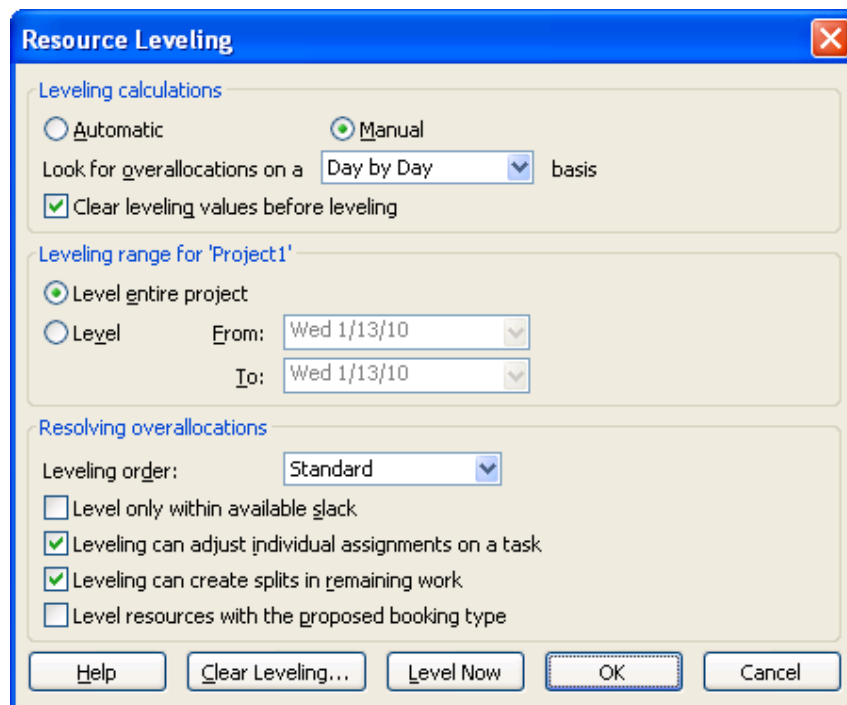 Resource Leveling
Leveling calculations
Automatic Manual
Look for overallocations on a Day by Day basis
Clear leveling values before leveling
Leveling range for 'Project1'
Level entire project
Level From: Wed 1/13/10
To: Wed 1/13/10
Resolving overallocations
Leveling order: Standard
Level only within available slack
Leveling can adjust individual assignments on a task
Leveling can create splits in remaining work
Level resources with the proposed booking type
Help Clear Leveling... Level Now OK Cancel